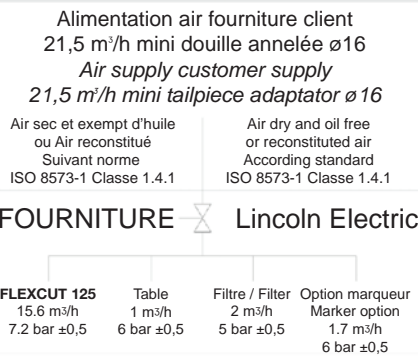 Alimentation air fourniture client
21,5 m³/h mini douille annelée ø16
Air supply customer supply
21,5 m³/h mini tailpiece adaptator ø16
Air sec et exempt d'huile
ou Air reconstitué
Suivant norme
ISO 8573-1 Classe 1.4.1
Air dry and oil free
or reconstituted air
According standard
ISO 8573-1 Classe 1.4.1
FOURNITURE Lincoln Electric
FLEXCUT 125
15.6 m³/h
7.2 bar ±0,5
Table
1 m³/h
6 bar ±0,5
Filtre / Filter
2 m³/h
5 bar ±0,5
Option marqueur
Marker option
1.7 m³/h
6 bar ±0,5